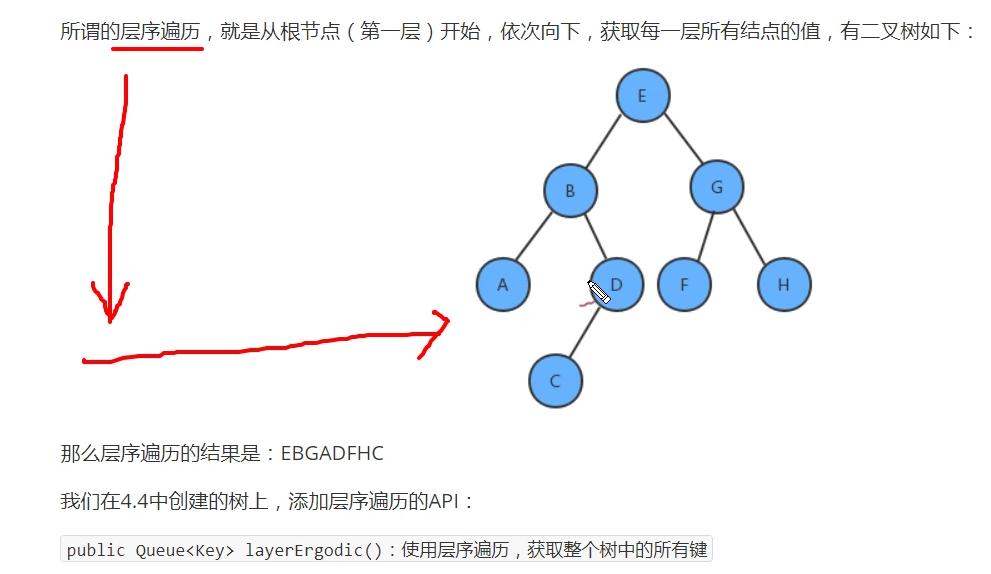 所谓的层序遍历，就是从根节点（第一层）开始，依次向下，获取每一层所有结点的值，有二叉树如下：
E
B
G
A
D
F
H
C
那么层序遍历的结果是：EBGADFHC
我们在4.4中创建的树上，添加层序遍历的API：
public Queue<Key> layerErgodic()：使用层序遍历，获取整个树中的所有键